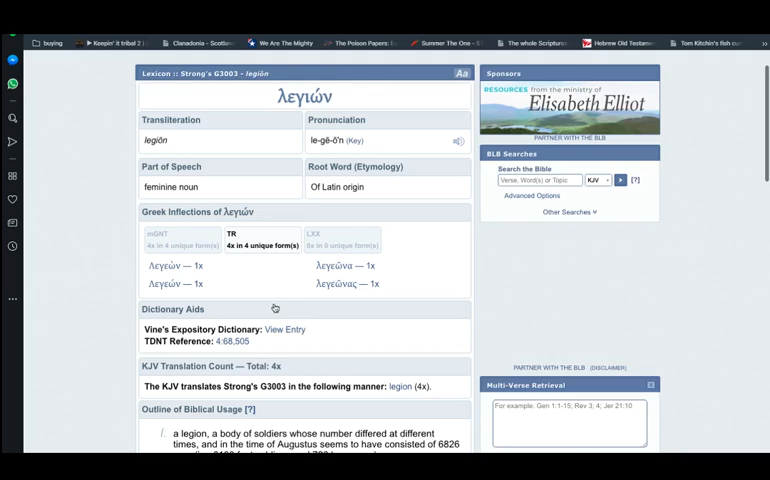 buying
Keepin' it tribal 2
Clanadonia - Scotlan
We Are The Mighty
The Poison Papers: E
Summer The One - S
The whole Scripture
Hebrew Old Testame
Tom Kitchin's fish cu
Lexicon :: Strong's G3003 - legiōn
Aa
λεγιών
Transliteration
Pronunciation
legiōn
le-gē-ō'n (Key)
Part of Speech
Root Word (Etymology)
feminine noun
Of Latin origin
Greek Inflections of λεγιών
mGNT
4x in 4 unique form(s)
TR
4x in 4 unique form(s)
LXX
0x in 0 unique form(s)
Λεγεὼν — 1x
λεγεῶνα — 1x
Λεγεών — 1x
λεγεῶνας — 1x
Dictionary Aids
Vine's Expository Dictionary: View Entry
TDNT Reference: 4:68,505
KJV Translation Count — Total: 4x
The KJV translates Strong's G3003 in the following manner: legion (4x).
Outline of Biblical Usage [?]
I. a legion, a body of soldiers whose number differed at different
times, and in the time of Augustus seems to have consisted of 6826
Sponsors
RESOURCES from the ministry of
Elisabeth Elliot
PARTNER WITH THE BLB
BLB Searches
Search the Bible
Verse, Word(s) or Topic
KJV
[?]
Advanced Options
Other Searches
PARTNER WITH THE BLB (DISCLAIMER)
Multi-Verse Retrieval
For example: Gen 1:1-15; Rev 3; 4; Jer 21:10